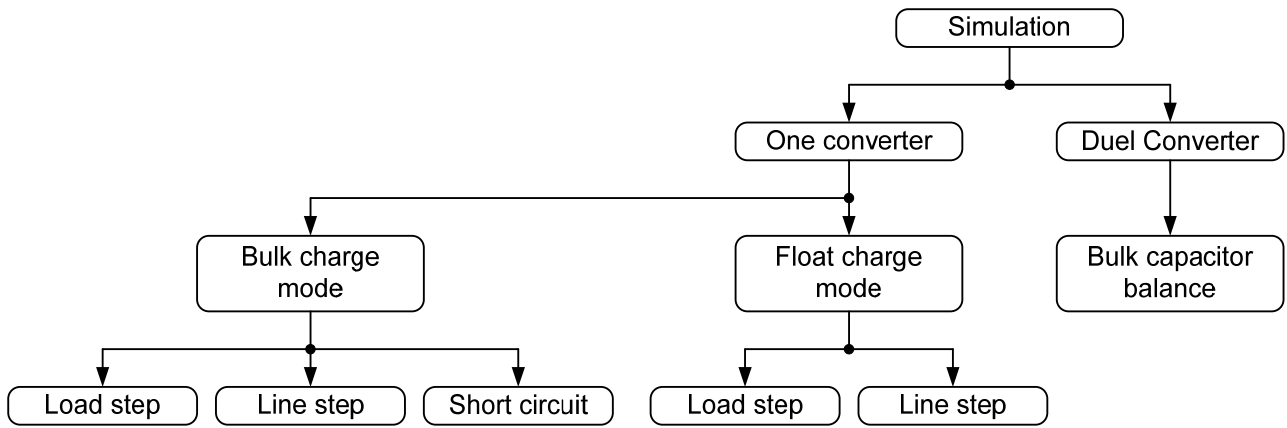 Simulation
One converter
Duel Converter
Bulk charge
mode
Float charge
mode
Bulk capacitor
balance
Load step
Line step
Short circuit
Load step
Line step